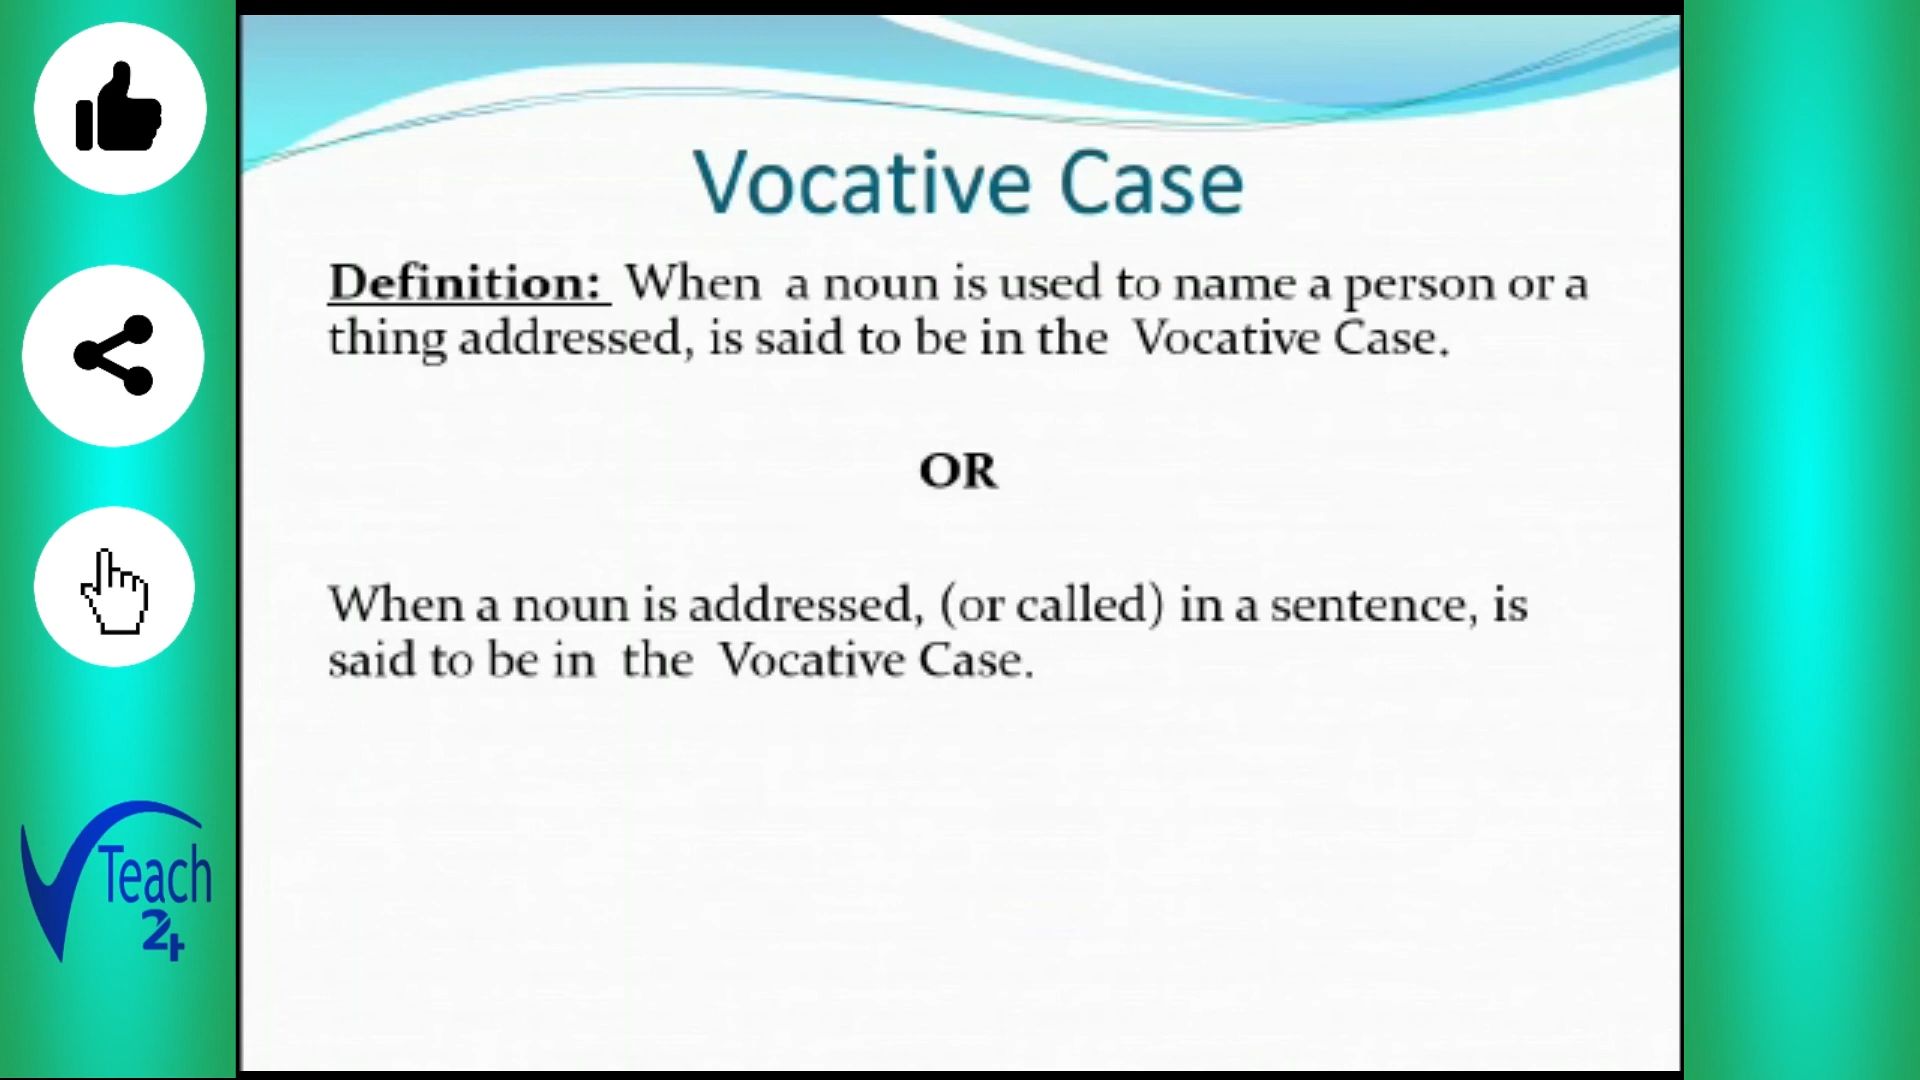 Vocative Case
Definition: When a noun is used to name a person or a
thing addressed, is said to be in the Vocative Case.
OR
When a noun is addressed, (or called) in a sentence, is
said to be in the Vocative Case.
Teach
24